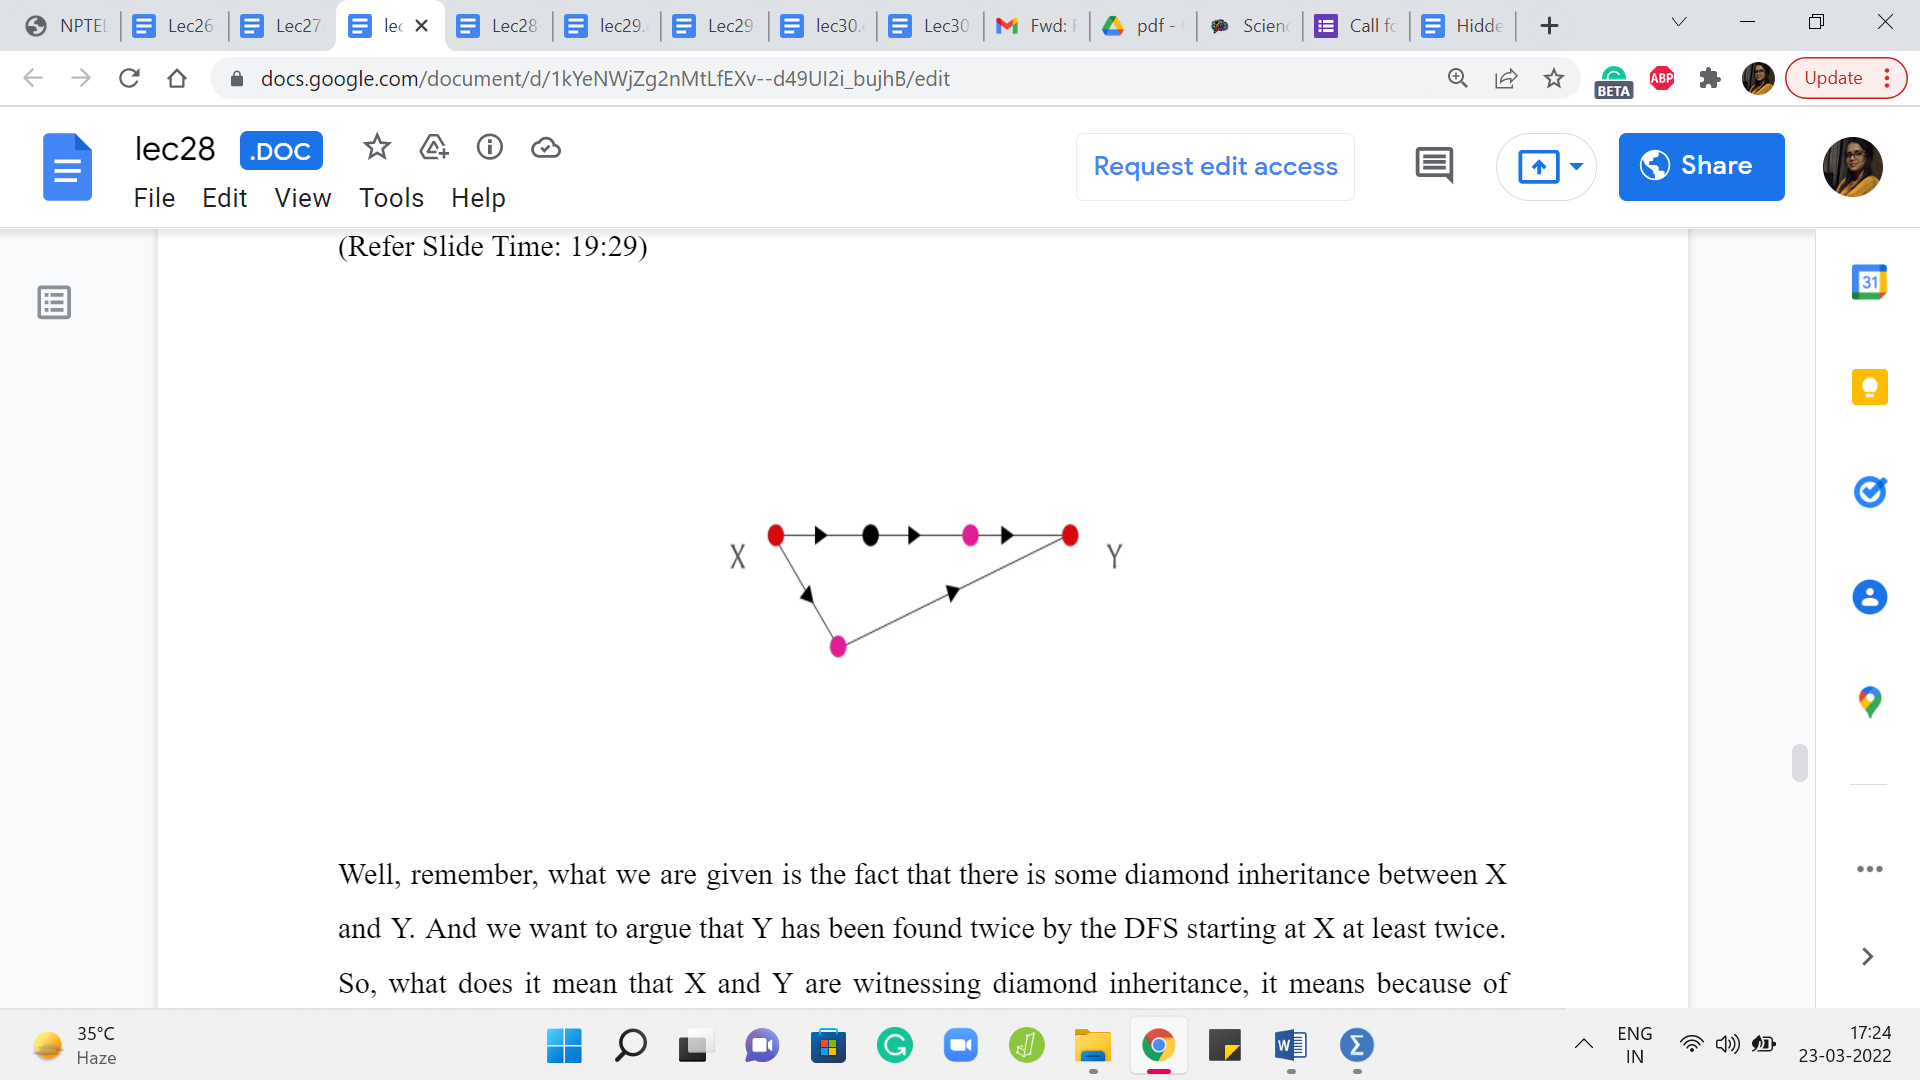 NPTEL
Lec26
Lec27
lec
Lec28
lec29.
Lec29
lec30.
Lec30
Fwd: F
pdf -
Scienc
Call fo
Hidde
docs.google.com/document/d/1kYeNWjZg2nMtLfEXv--d49UI2i_bujhB/edit
BETA
ABP
Update
lec28
.DOC
File Edit View Tools Help
Request edit access
Share
(Refer Slide Time: 19:29)
31
X
Y
Well, remember, what we are given is the fact that there is some diamond inheritance between X
and Y. And we want to argue that Y has been found twice by the DFS starting at X at least twice.
So, what does it mean that X and Y are witnessing diamond inheritance, it means because of
35°C
Haze
ENG
IN
17:24
23-03-2022